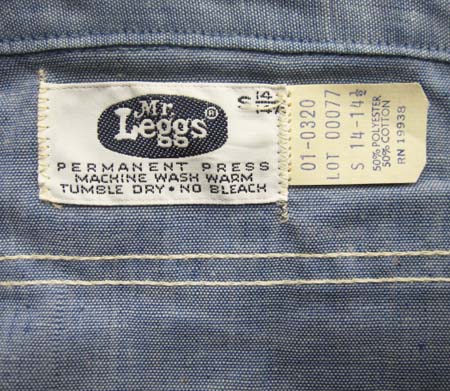 Mr.
Leggs®
S 14
14½
PERMANENT PRESS
MACHINE WASH WARM
TUMBLE DRY • NO BLEACH
01-0320
LOT 00077
S 14-14½
50% POLYESTER
50% COTTON
RN 19938